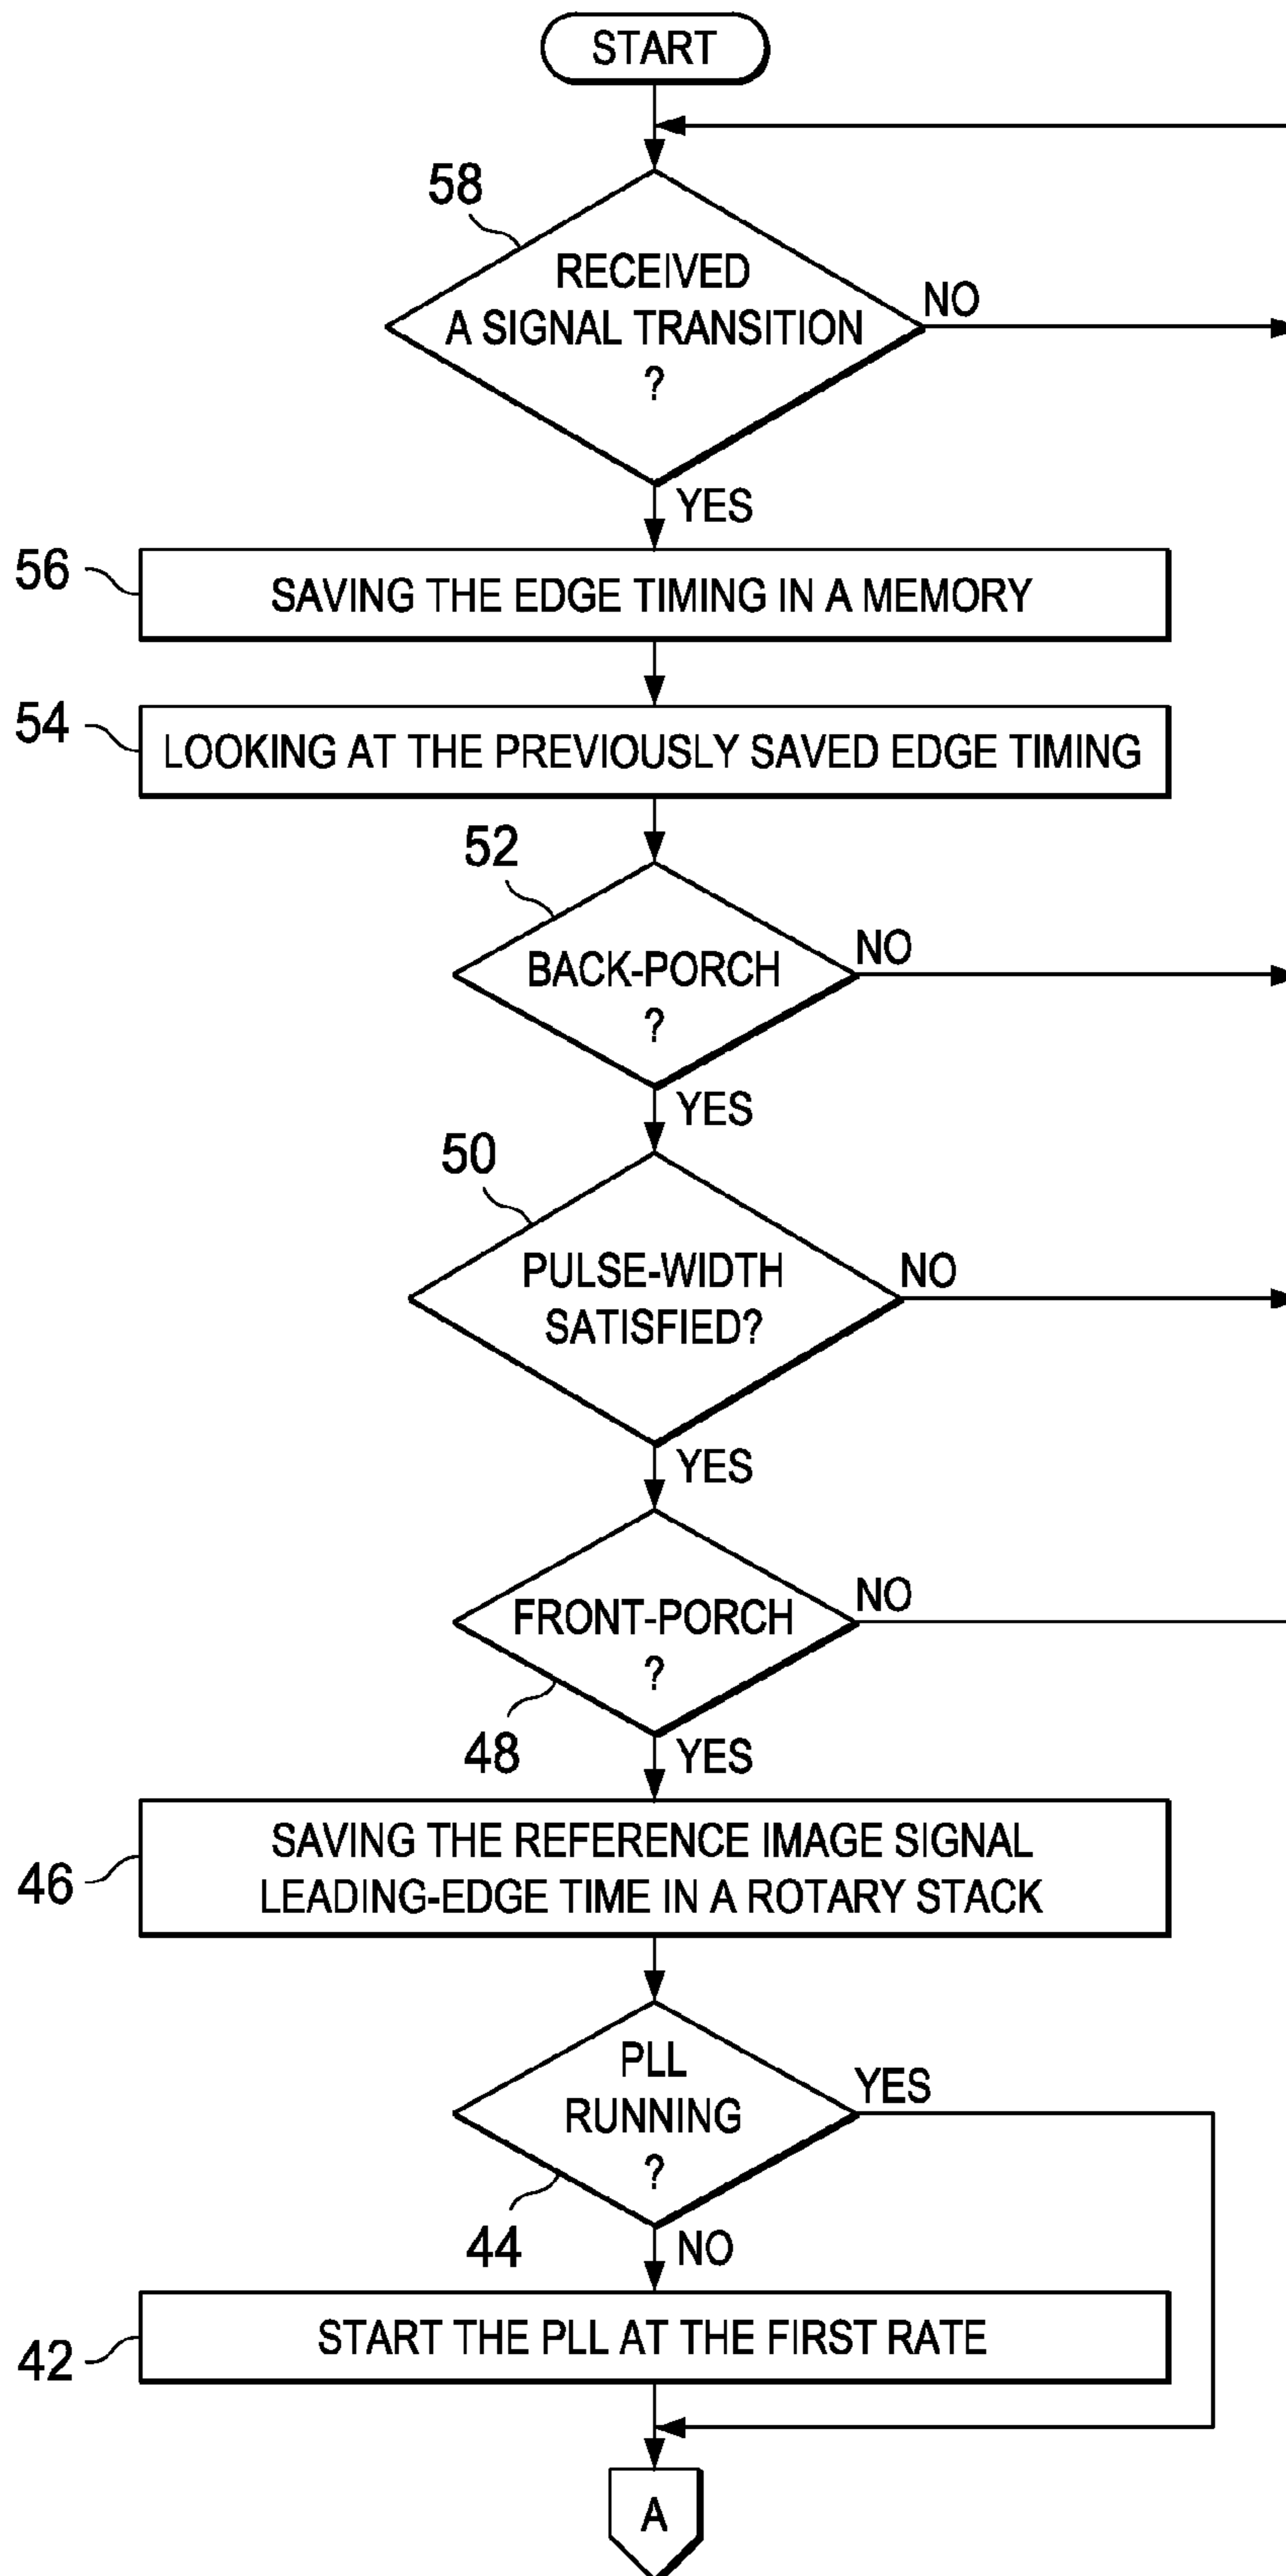 START
58
RECEIVED
A SIGNAL TRANSITION
?
NO
YES
56
SAVING THE EDGE TIMING IN A MEMORY
54
LOOKING AT THE PREVIOUSLY SAVED EDGE TIMING
52
BACK-PORCH
?
NO
YES
50
PULSE-WIDTH
SATISFIED?
NO
YES
FRONT-PORCH
?
NO
48
YES
46
SAVING THE REFERENCE IMAGE SIGNAL
LEADING-EDGE TIME IN A ROTARY STACK
PLL
RUNNING
?
YES
44
NO
42
START THE PLL AT THE FIRST RATE
A